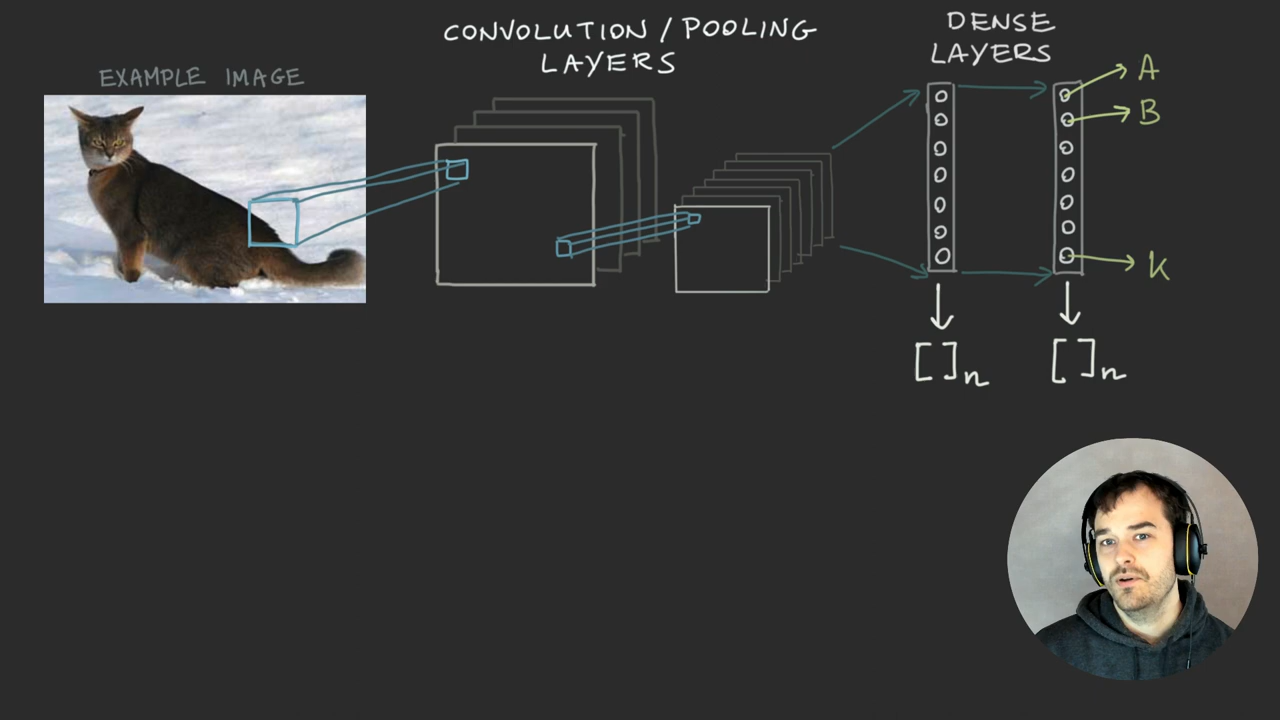 EXAMPLE IMAGE
CONVOLUTION / POOLING
LAYERS
DENSE
LAYERS
A
B
K
[ ]n
[ ]n